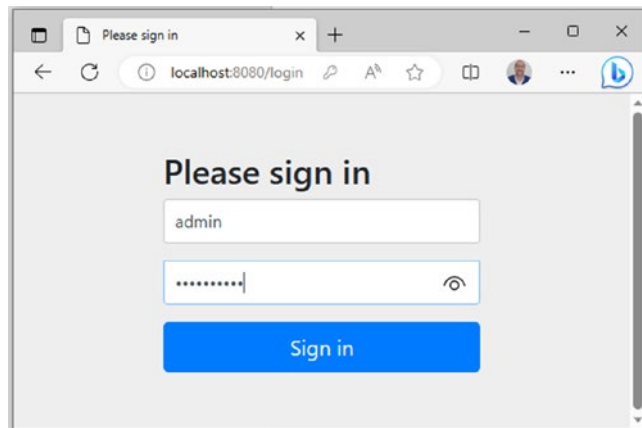 Please sign in
localhost:8080/login
Please sign in
admin
Sign in